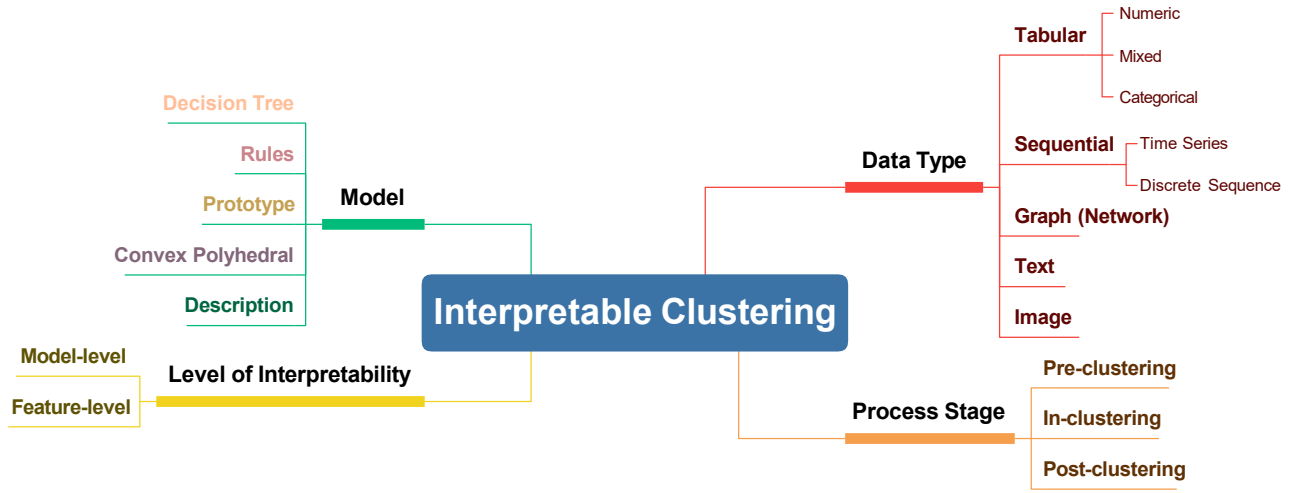 Interpretable Clustering
Model
Decision Tree
Rules
Prototype
Convex Polyhedral
Description
Level of Interpretability
Model-level
Feature-level
Data Type
Tabular
Numeric
Mixed
Categorical
Sequential
Time Series
Discrete Sequence
Graph (Network)
Text
Image
Process Stage
Pre-clustering
In-clustering
Post-clustering